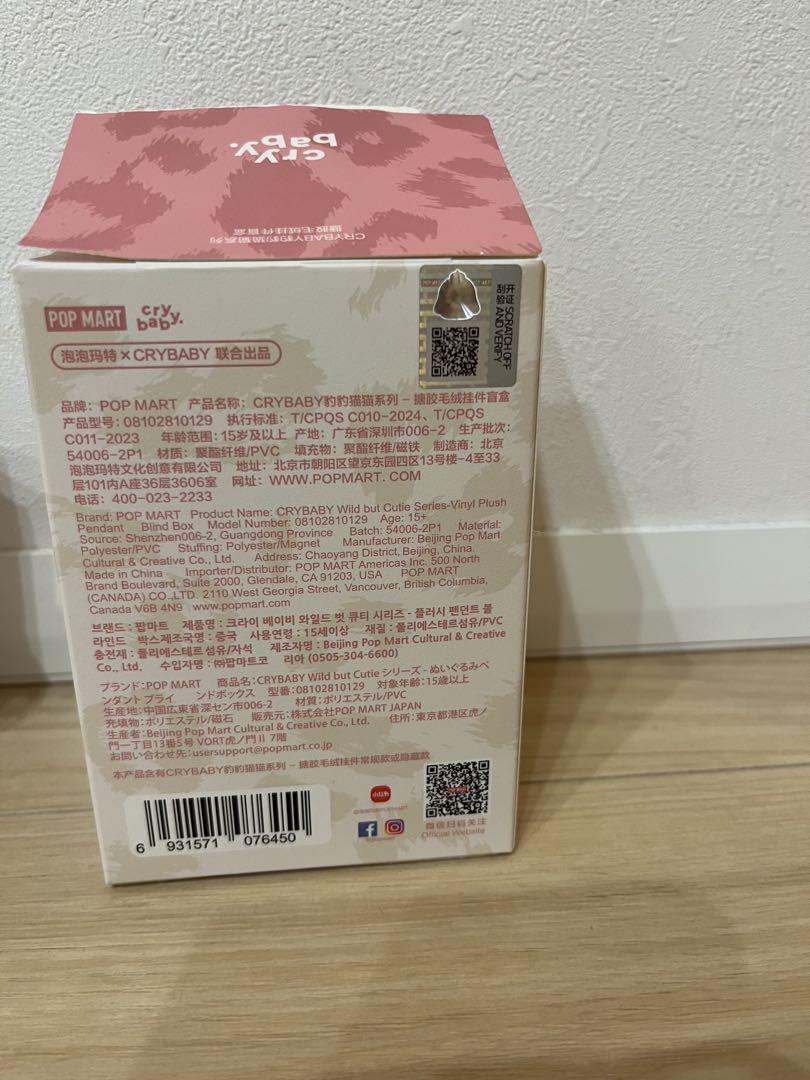 cry baby.
CRYBABY豹豹猫猫系列
搪胶毛绒挂件盲盒
POP MART cry baby.
泡泡玛特×CRYBABY 联合出品
POP MART
刮开验证
SCRATCH OFF AND VERIFY
品牌：POP MART 产品名称：CRYBABY豹豹猫猫系列 – 搪胶毛绒挂件盲盒
产品型号：08102810129 执行标准：T/CPQS C010–2024、T/CPQS
C011–2023 年龄范围：15岁及以上 产地：广东省深圳市006–2 生产批次：
54006–2P1 材质：聚酯纤维/PVC 填充物：聚酯纤维/磁铁 制造商：北京
泡泡玛特文化创意有限公司 地址：北京市朝阳区望京东园四区13号楼–4至33
层101内A座36层3606室 网址：WWW.POPMART.COM
电话：400–023–2233
Brand: POP MART Product Name: CRYBABY Wild but Cutie Series-Vinyl Plush
Pendant Blind Box Model Number: 08102810129 Age: 15+
Source: Shenzhen006-2, Guangdong Province Batch: 54006-2P1 Material:
Polyester/PVC Stuffing: Polyester/Magnet Manufacturer: Beijing Pop Mart
Cultural & Creative Co., Ltd. Address: Chaoyang District, Beijing, China.
Made in China Importer/Distributor: POP MART Americas Inc. 500 North
Brand Boulevard, Suite 2000, Glendale, CA 91203, USA POP MART
(CANADA) CO.,LTD. 2110 West Georgia Street, Vancouver, British Columbia,
Canada V6B 4N9 www.popmart.com
브랜드 : 팝마트 제품명 : 크라이 베이비 와일드 벗 큐티 시리즈 - 플러시 펜던트 블
라인드 박스제조국명 : 중국 사용연령 : 15세이상 재질 : 폴리에스테르섬유/PVC
충전재 : 폴리에스테르섬유/자석 제조자명 : Beijing Pop Mart Cultural & Creative
Co., Ltd. 수입자명 : ㈜팝마트코 리아 (0505-304-6600)
ブランド：POP MART 商品名：CRYBABY Wild but Cutie シリーズ - ぬいぐるみペ
ンダント ブライ ンドボックス 型番：08102810129 対象年齢：15歳以上
生産地：中国広東省深セン市006-2 材質：ポリエステル/PVC
充填物：ポリエステル/磁石 販売元：株式会社POP MART JAPAN
生産者：Beijing Pop Mart Cultural & Creative Co., Ltd. 住所：東京都港区虎ノ
門一丁目13番5号 VORT虎ノ門Ⅱ 7階
お問い合わせ先：usersupport@popmart.co.jp
本产品含有CRYBABY豹豹猫猫系列 – 搪胶毛绒挂件常规款或隐藏款
6 931571 076450
小红书
微信扫码关注
Official Website